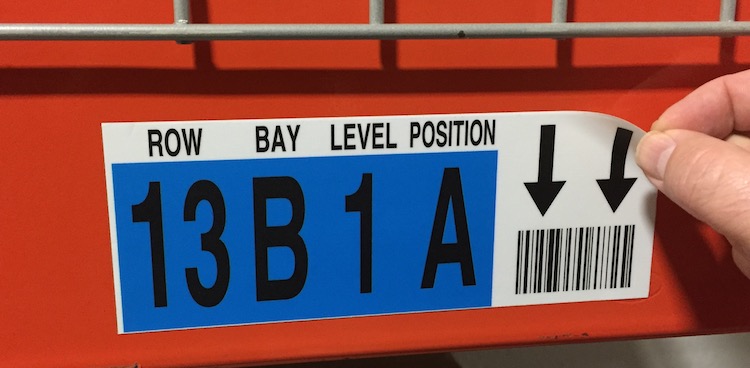 ROW BAY LEVEL POSITION
13 B 1 A